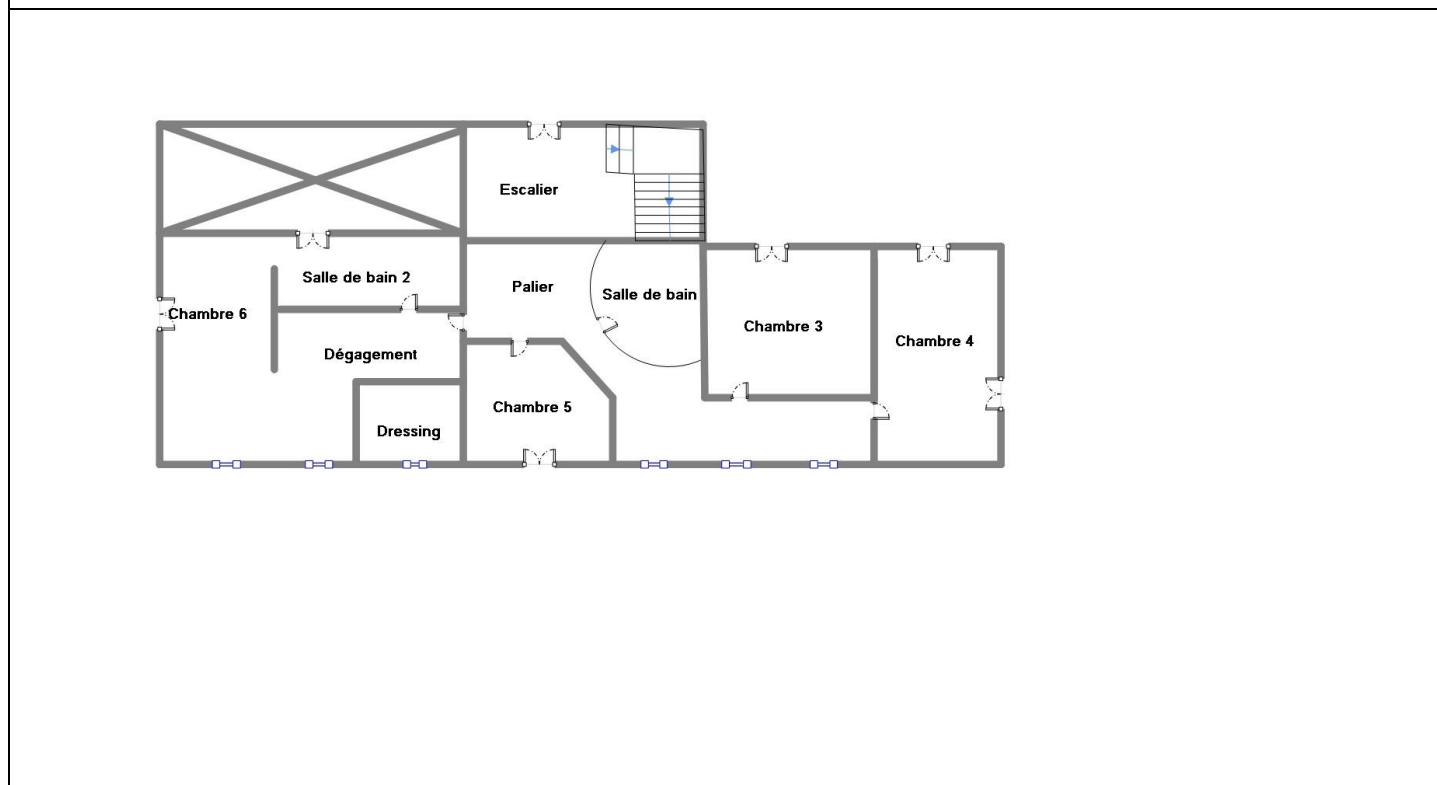 Escalier
Salle de bain 2
Palier
Salle de bain
Chambre 6
Chambre 3
Chambre 4
Dégagement
Chambre 5
Dressing